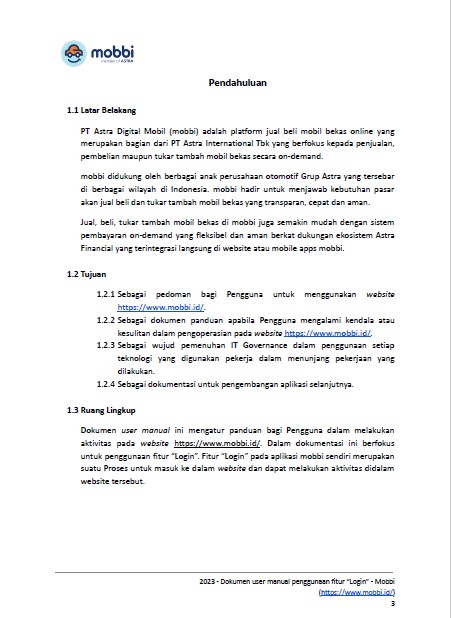 mobbi
member of ASTRA
Pendahuluan
1.1 Latar Belakang
PT Astra Digital Mobil (mobbi) adalah platform jual beli mobil bekas online yang
merupakan bagian dari PT Astra International Tbk yang berfokus kepada penjualan,
pembelian maupun tukar tambah mobil bekas secara on-demand.
mobbi didukung oleh berbagai anak perusahaan otomotif Grup Astra yang tersebar
di berbagai wilayah di Indonesia. mobbi hadir untuk menjawab kebutuhan pasar
akan jual beli dan tukar tambah mobil bekas yang transparan, cepat dan aman.
Jual, beli, tukar tambah mobil bekas di mobbi juga semakin mudah dengan sistem
pembayaran on-demand yang fleksibel dan aman berkat dukungan ekosistem Astra
Financial yang terintegrasi langsung di website atau mobile apps mobbi.
1.2 Tujuan
1.2.1 Sebagai pedoman bagi Pengguna untuk menggunakan website
https://www.mobbi.id/.
1.2.2 Sebagai dokumen panduan apabila Pengguna mengalami kendala atau
kesulitan dalam pengoperasian pada website https://www.mobbi.id/.
1.2.3 Sebagai wujud pemenuhan IT Governance dalam penggunaan setiap
teknologi yang digunakan pekerja dalam menunjang pekerjaan yang
dilakukan.
1.2.4 Sebagai dokumentasi untuk pengembangan aplikasi selanjutnya.
1.3 Ruang Lingkup
Dokumen user manual ini mengatur panduan bagi Pengguna dalam melakukan
aktivitas pada website https://www.mobbi.id/. Dalam dokumentasi ini berfokus
untuk penggunaan fitur “Login”. Fitur “Login” pada aplikasi mobbi sendiri merupakan
suatu Proses untuk masuk ke dalam website dan dapat melakukan aktivitas didalam
website tersebut.
2023 - Dokumen user manual penggunaan fitur “Login” - Mobbi
(https://www.mobbi.id/)
3